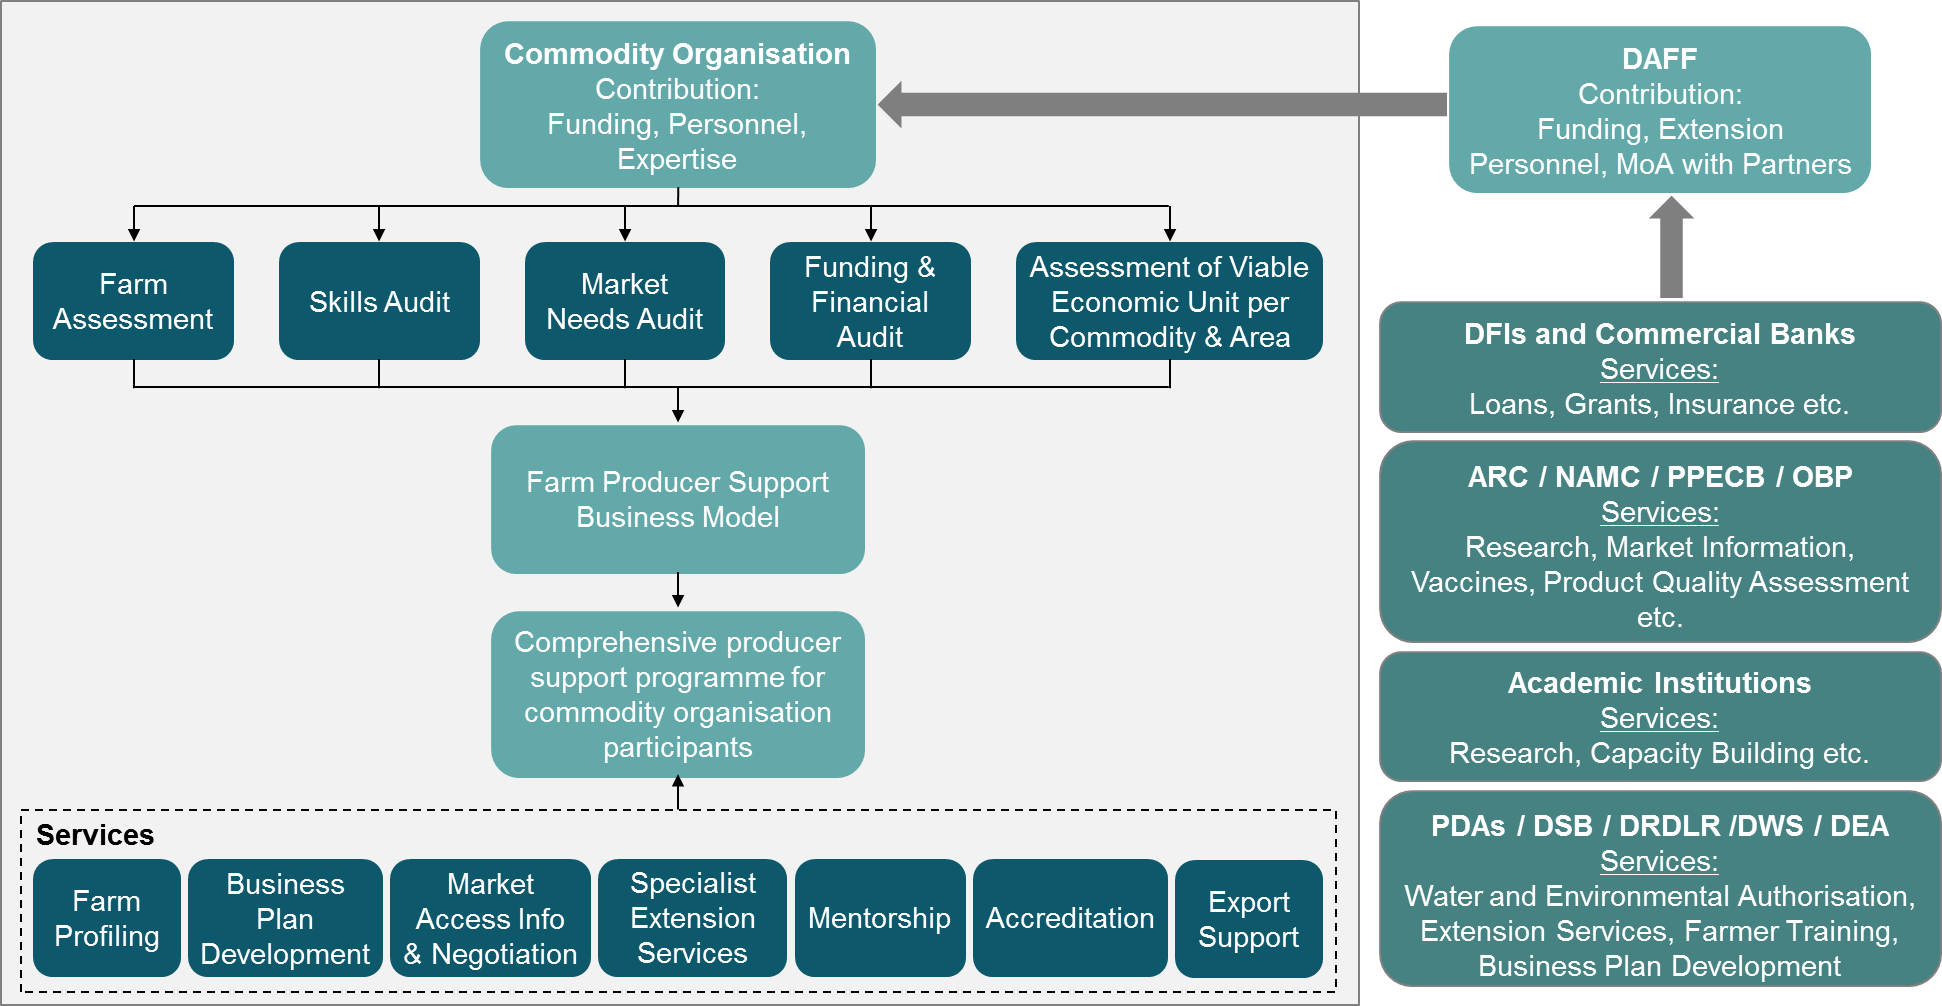 Commodity Organisation
Contribution:
Funding, Personnel,
Expertise
DAFF
Contribution:
Funding, Extension
Personnel, MoA with Partners
Farm
Assessment
Skills Audit
Market
Needs Audit
Funding &
Financial
Audit
Assessment of Viable
Economic Unit per
Commodity & Area
Farm Producer Support
Business Model
Comprehensive producer
support programme for
commodity organisation
participants
Services
Farm
Profiling
Business
Plan
Development
Market
Access Info
& Negotiation
Specialist
Extension
Services
Mentorship
Accreditation
Export
Support
DFIs and Commercial Banks
Services:
Loans, Grants, Insurance etc.
ARC / NAMC / PPECB / OBP
Services:
Research, Market Information,
Vaccines, Product Quality Assessment
etc.
Academic Institutions
Services:
Research, Capacity Building etc.
PDAs / DSB / DRDLR /DWS / DEA
Services:
Water and Environmental Authorisation,
Extension Services, Farmer Training,
Business Plan Development